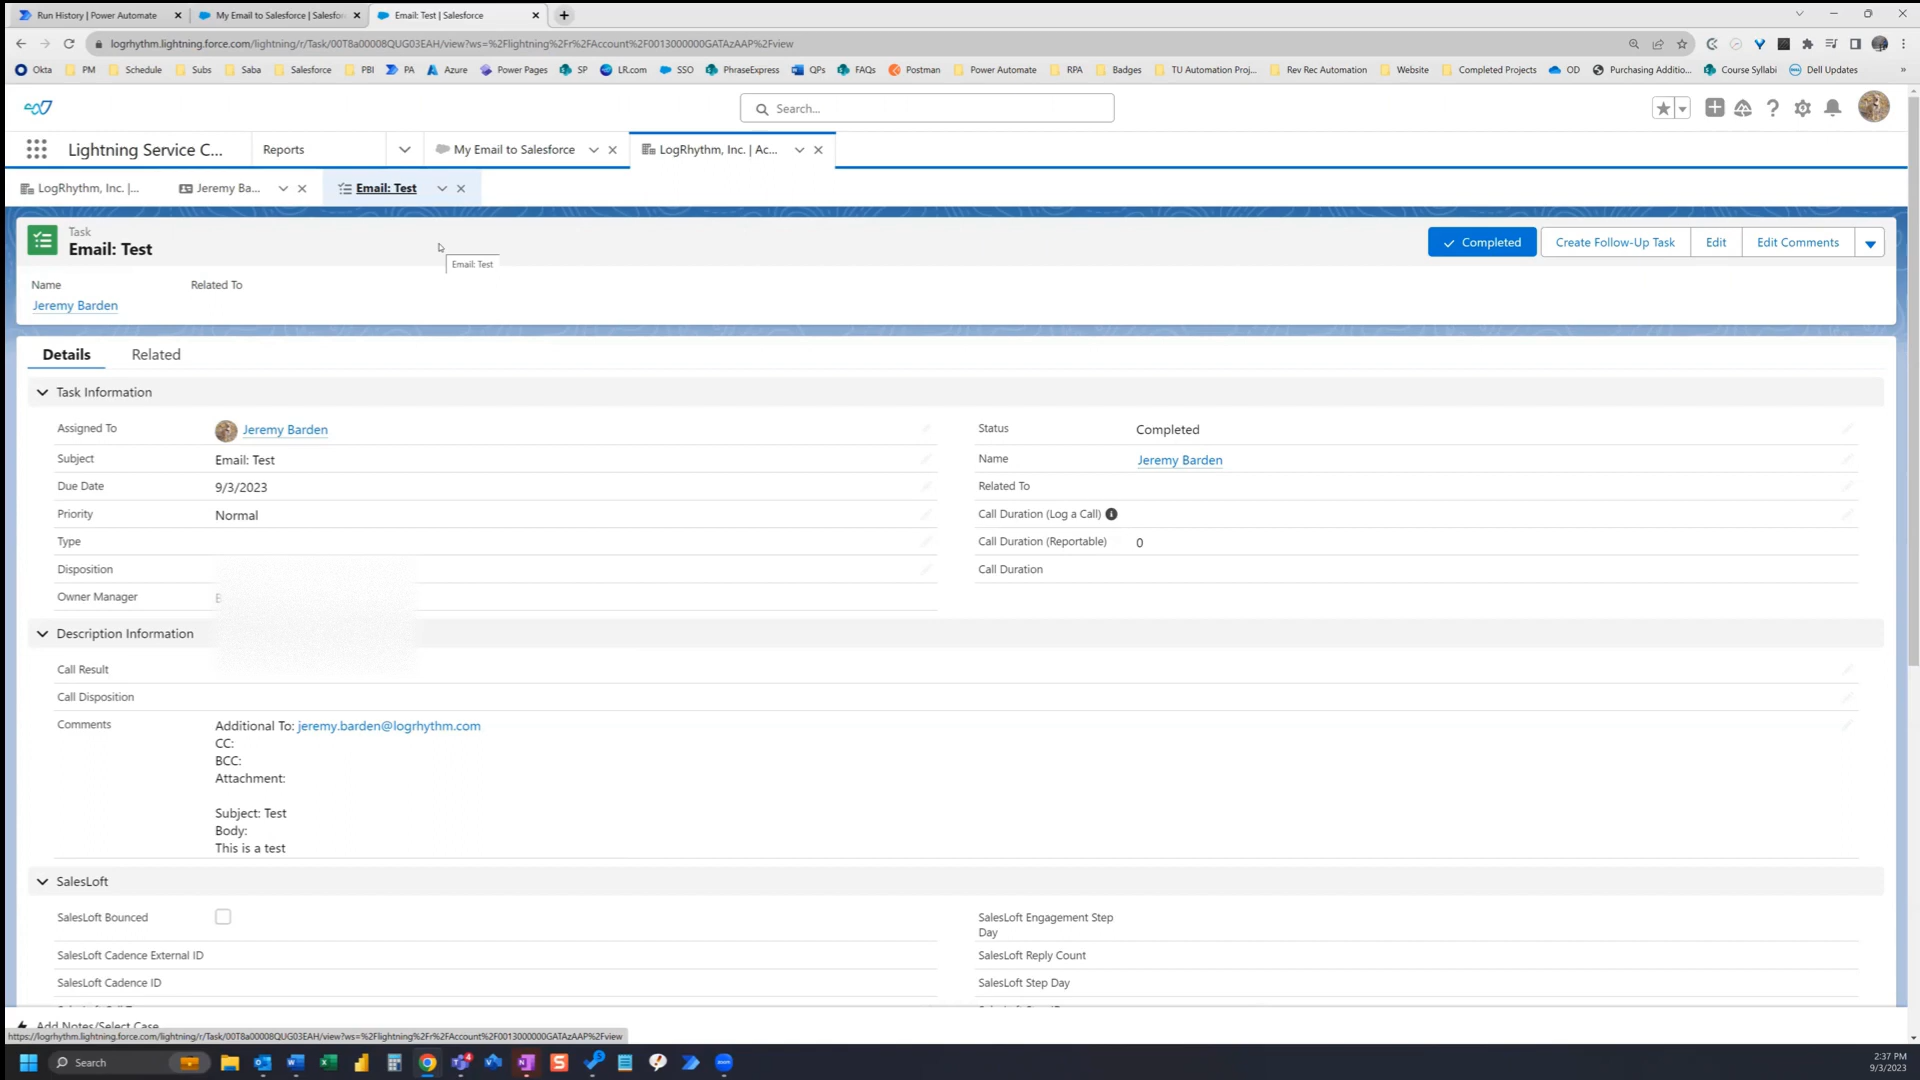 Run History | Power Automate
My Email to Salesforce | Salesfor
Email: Test | Salesforce
logrhythm.lightning.force.com/lightning/r/Task/00T8a00008QUG03EAH/view?ws=%2Flightning%2Fr%2FAccount%2F0013000000GATAzAAP%2Fview
Okta PM Schedule Subs Saba Salesforce PBI PA Azure Power Pages SP LR.com SSO PhraseExpress QPs FAQs Postman Power Automate RPA Badges TU Automation Proj... Rev Rec Automation Website Completed Projects OD Purchasing Additio... Course Syllabi Dell Updates
Search...
Lightning Service C... Reports My Email to Salesforce LogRhythm, Inc. | Ac...
LogRhythm, Inc. |... Jeremy Ba... Email: Test
Task
Email: Test
Email: Test
Completed Create Follow-Up Task Edit Edit Comments
Name Related To
Jeremy Barden
Details Related
Task Information
Assigned To Jeremy Barden Status Completed
Subject Email: Test Name Jeremy Barden
Due Date 9/3/2023 Related To
Priority Normal Call Duration (Log a Call)
Type Call Duration (Reportable) 0
Disposition Call Duration
Owner Manager
Description Information
Call Result
Call Disposition
Comments Additional To: jeremy.barden@logrhythm.com
CC:
BCC:
Attachment:
Subject: Test
Body:
This is a test
SalesLoft
SalesLoft Bounced SalesLoft Engagement Step
Day
SalesLoft Cadence External ID SalesLoft Reply Count
SalesLoft Cadence ID SalesLoft Step Day
Add Notes/Select Case
https://logrhythm.lightning.force.com/lightning/r/Task/00T8a00008QUG03EAH/view?ws=%2Flightning%2Fr%2FAccount%2F0013000000GATAzAAP%2Fview
Search
2:37 PM
9/3/2023